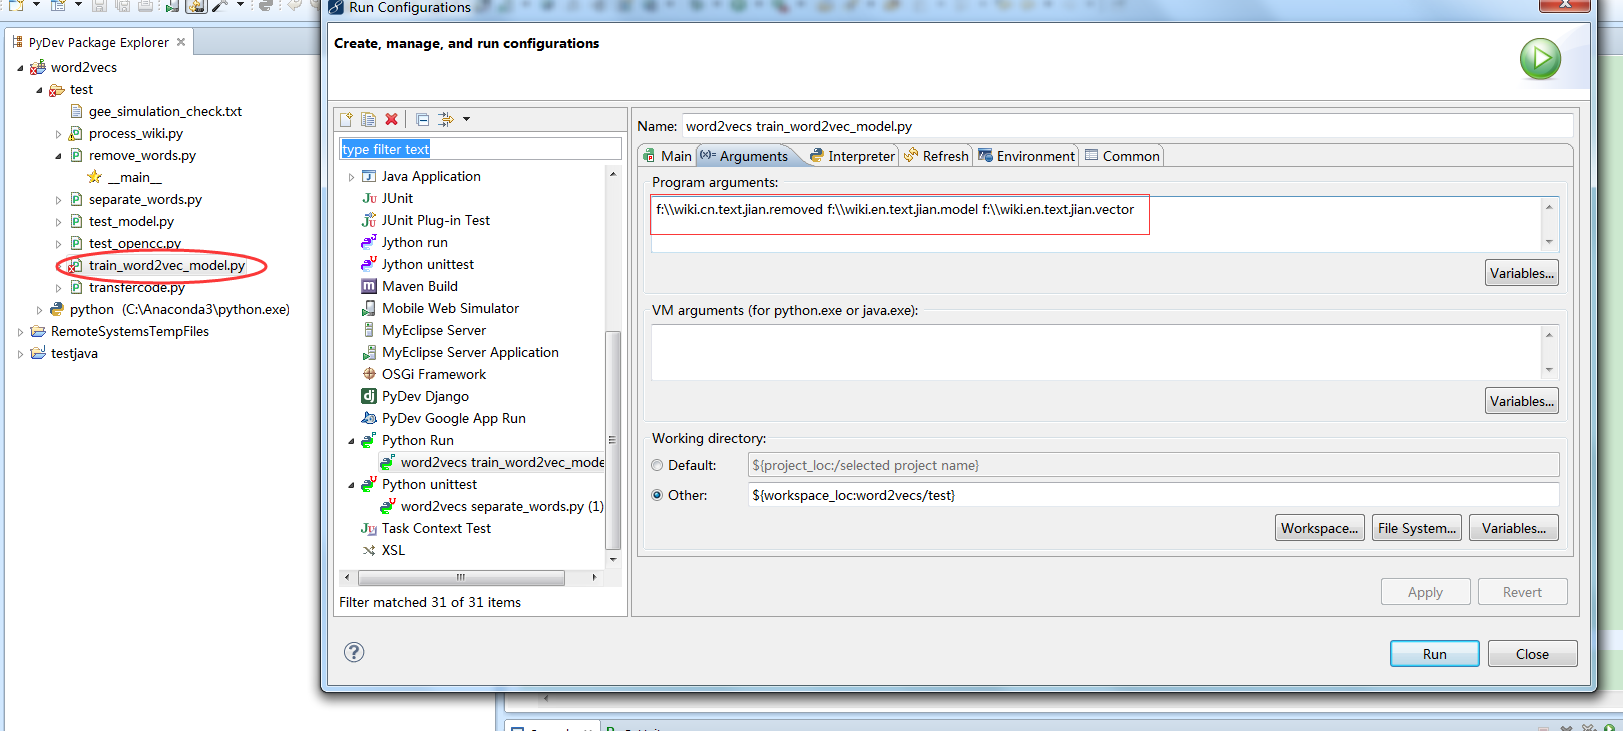 Run Configurations
PyDev Package Explorer
word2vecs
test
gee_simulation_check.txt
process_wiki.py
remove_words.py
__main__
separate_words.py
test_model.py
test_opencc.py
train_word2vec_model.py
transfercode.py
python (C:\Anaconda3\python.exe)
RemoteSystemsTempFiles
testjava
Create, manage, and run configurations
type filter text
Java Application
JUnit
JUnit Plug-in Test
Jython run
Jython unittest
Maven Build
Mobile Web Simulator
MyEclipse Server
MyEclipse Server Application
OSGi Framework
PyDev Django
PyDev Google App Run
Python Run
word2vecs train_word2vec_mode
Python unittest
word2vecs separate_words.py (1)
Task Context Test
XSL
Filter matched 31 of 31 items
Name: word2vecs train_word2vec_model.py
Main (x)= Arguments Interpreter Refresh Environment Common
Program arguments:
f:\\wiki.cn.text.jian.removed f:\\wiki.en.text.jian.model f:\\wiki.en.text.jian.vector
Variables...
VM arguments (for python.exe or java.exe):
Variables...
Working directory:
Default: ${project_loc:/selected project name}
Other: ${workspace_loc:word2vecs/test}
Workspace... File System... Variables...
Apply Revert
Run Close